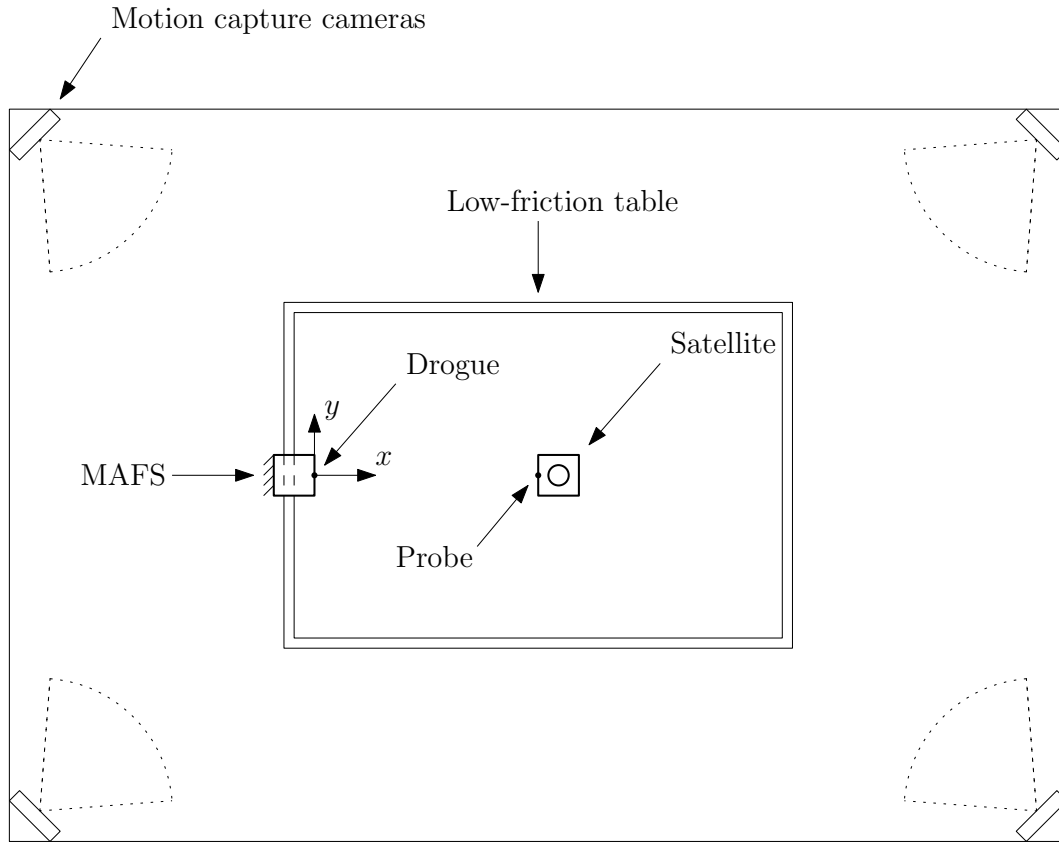 Motion capture cameras
Low-friction table
Satellite
Drogue
y
x
MAFS
Probe